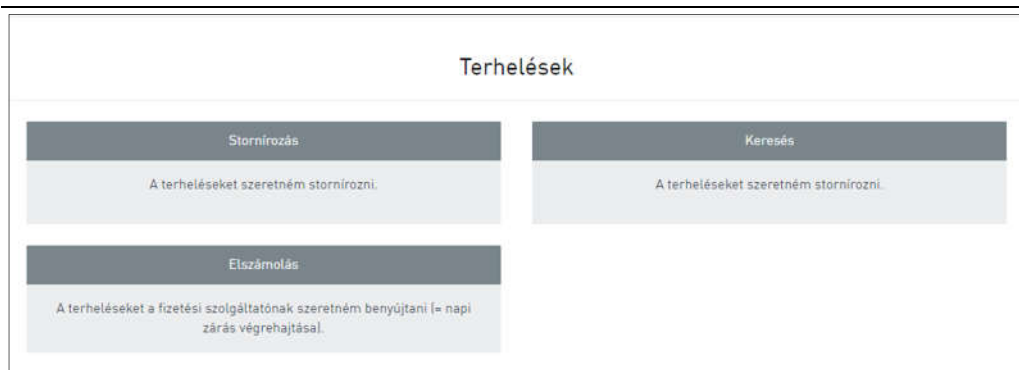 Terhelések
Stornírozás
A terheléseket szeretném stornírozni.
Keresés
A terheléseket szeretném stornírozni.
Elszámolás
A terheléseket a fizetési szolgáltatónak szeretném benyújtani (= napi
zárás végrehajtása).